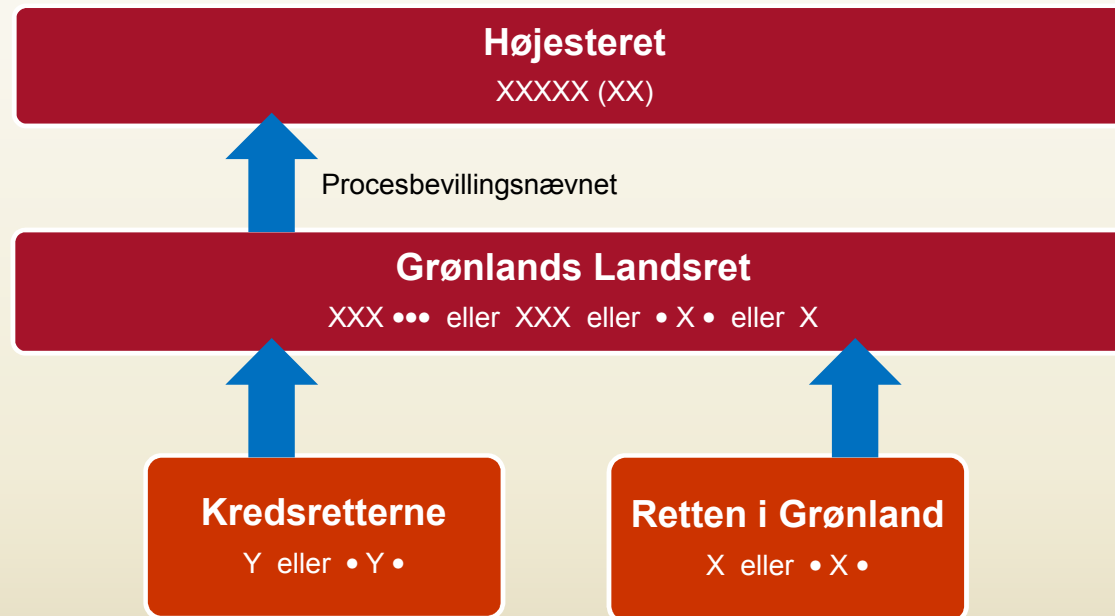 Højesteret
XXXXX (XX)
Procesbevillingsnævnet
Grønlands Landsret
XXX ••• eller XXX eller • X • eller X
Kredsretterne
Y eller • Y •
Retten i Grønland
X eller • X •